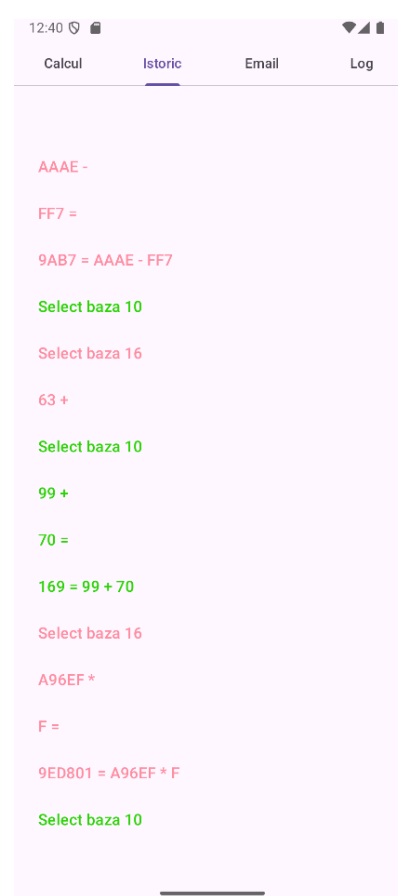 12:40
Calcul Istoric Email Log
AAAE -
FF7 =
9AB7 = AAAE - FF7
Select baza 10
Select baza 16
63 +
Select baza 10
99 +
70 =
169 = 99 + 70
Select baza 16
A96EF *
F =
9ED801 = A96EF * F
Select baza 10